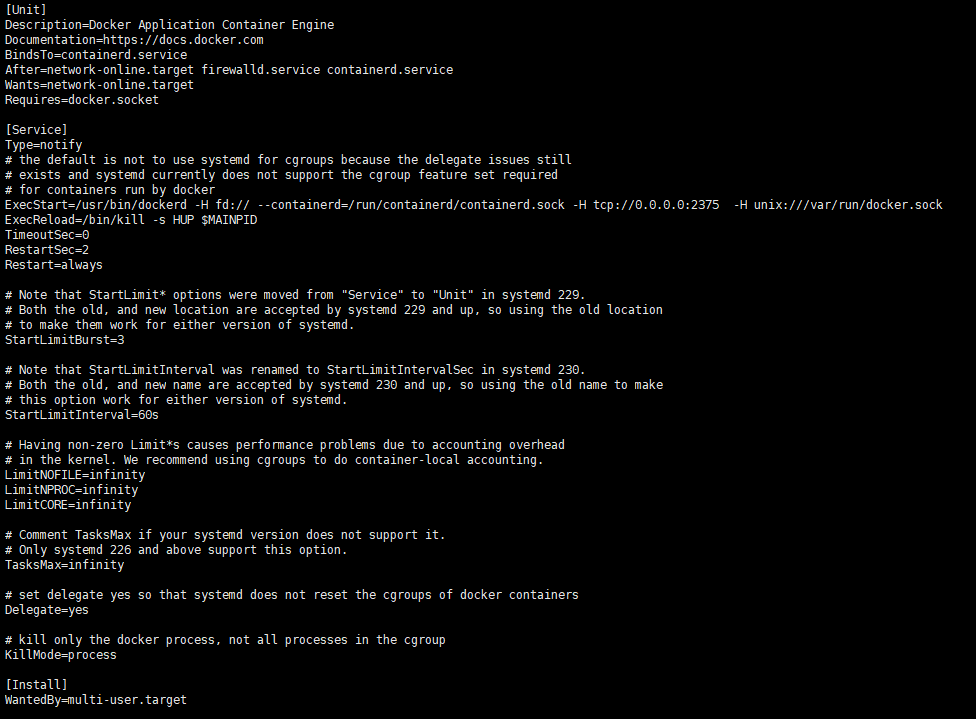 [Unit]
Description=Docker Application Container Engine
Documentation=https://docs.docker.com
BindsTo=containerd.service
After=network-online.target firewalld.service containerd.service
Wants=network-online.target
Requires=docker.socket

[Service]
Type=notify
# the default is not to use systemd for cgroups because the delegate issues still
# exists and systemd currently does not support the cgroup feature set required
# for containers run by docker
ExecStart=/usr/bin/dockerd -H fd:// --containerd=/run/containerd/containerd.sock -H tcp://0.0.0.0:2375  -H unix:///var/run/docker.sock
ExecReload=/bin/kill -s HUP $MAINPID
TimeoutSec=0
RestartSec=2
Restart=always

# Note that StartLimit* options were moved from "Service" to "Unit" in systemd 229.
# Both the old, and new location are accepted by systemd 229 and up, so using the old location
# to make them work for either version of systemd.
StartLimitBurst=3

# Note that StartLimitInterval was renamed to StartLimitIntervalSec in systemd 230.
# Both the old, and new name are accepted by systemd 230 and up, so using the old name to make
# this option work for either version of systemd.
StartLimitInterval=60s

# Having non-zero Limit*s causes performance problems due to accounting overhead
# in the kernel. We recommend using cgroups to do container-local accounting.
LimitNOFILE=infinity
LimitNPROC=infinity
LimitCORE=infinity

# Comment TasksMax if your systemd version does not support it.
# Only systemd 226 and above support this option.
TasksMax=infinity

# set delegate yes so that systemd does not reset the cgroups of docker containers
Delegate=yes

# kill only the docker process, not all processes in the cgroup
KillMode=process

[Install]
WantedBy=multi-user.target